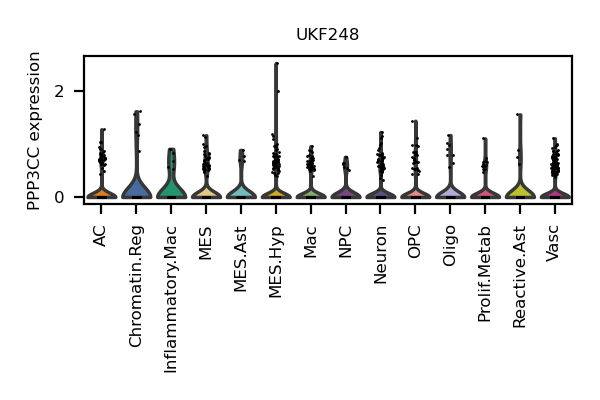 UKF248
PPP3CC expression
2
0
AC
Chromatin.Reg
Inflammatory.Mac
MES
MES.Ast
MES.Hyp
Mac
NPC
Neuron
OPC
Oligo
Prolif.Metab
Reactive.Ast
Vasc